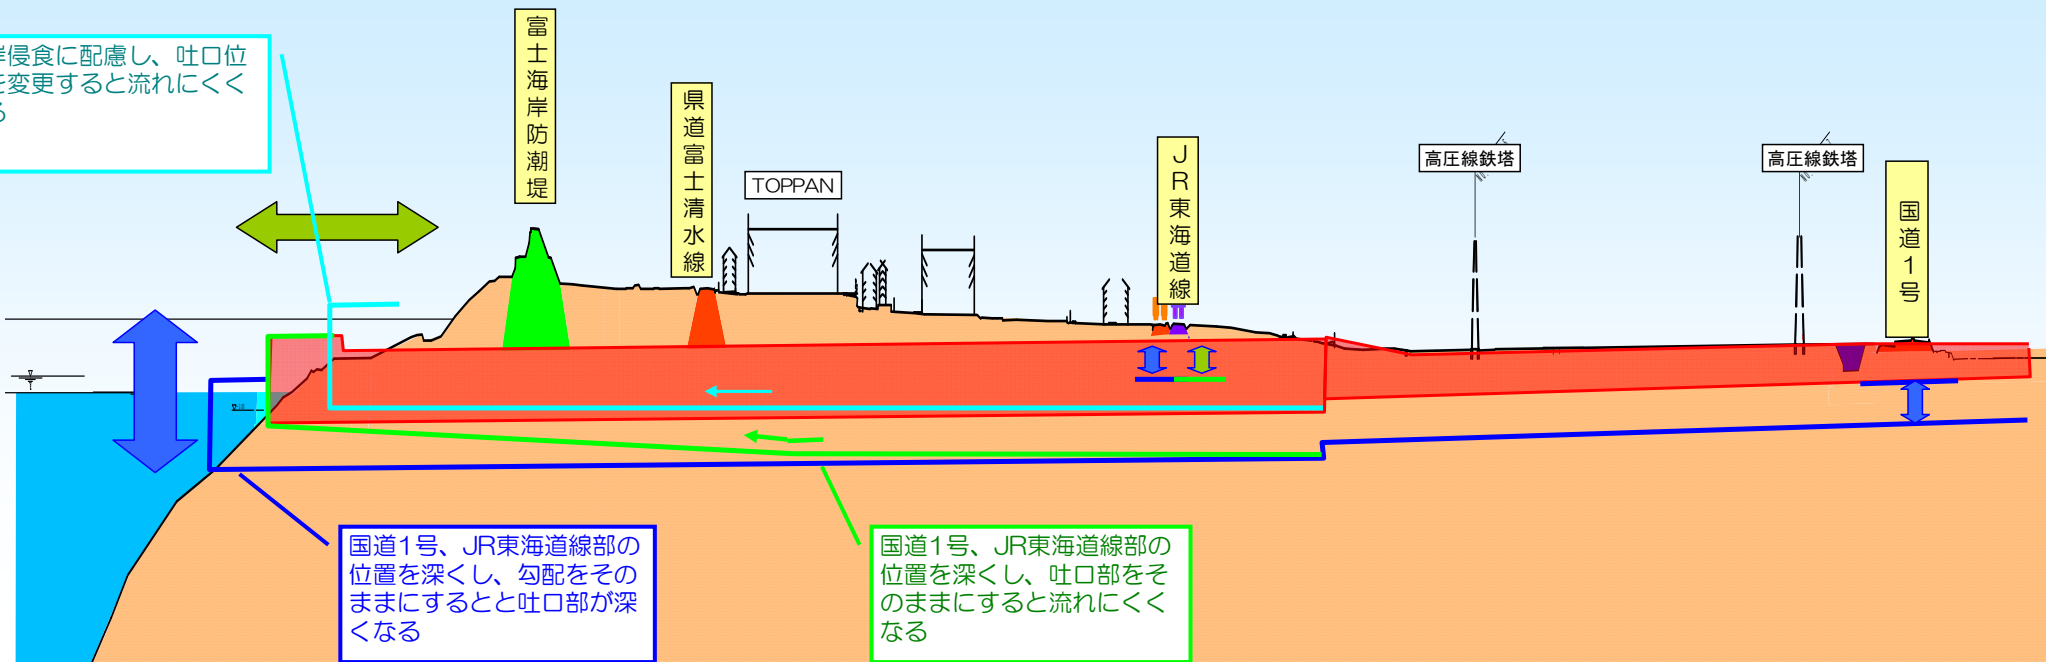 岸侵食に配慮し、吐口位
を変更すると流れにくく
る
富士海岸防潮堤
県道富士清水線
TOPPAN
JR東海道線
高圧線鉄塔
高圧線鉄塔
国道1号
国道1号、JR東海道線部の
位置を深くし、勾配をその
ままにするとと吐口部が深
くなる
国道1号、JR東海道線部の
位置を深くし、吐口部をそ
のままにすると流れにくく
なる